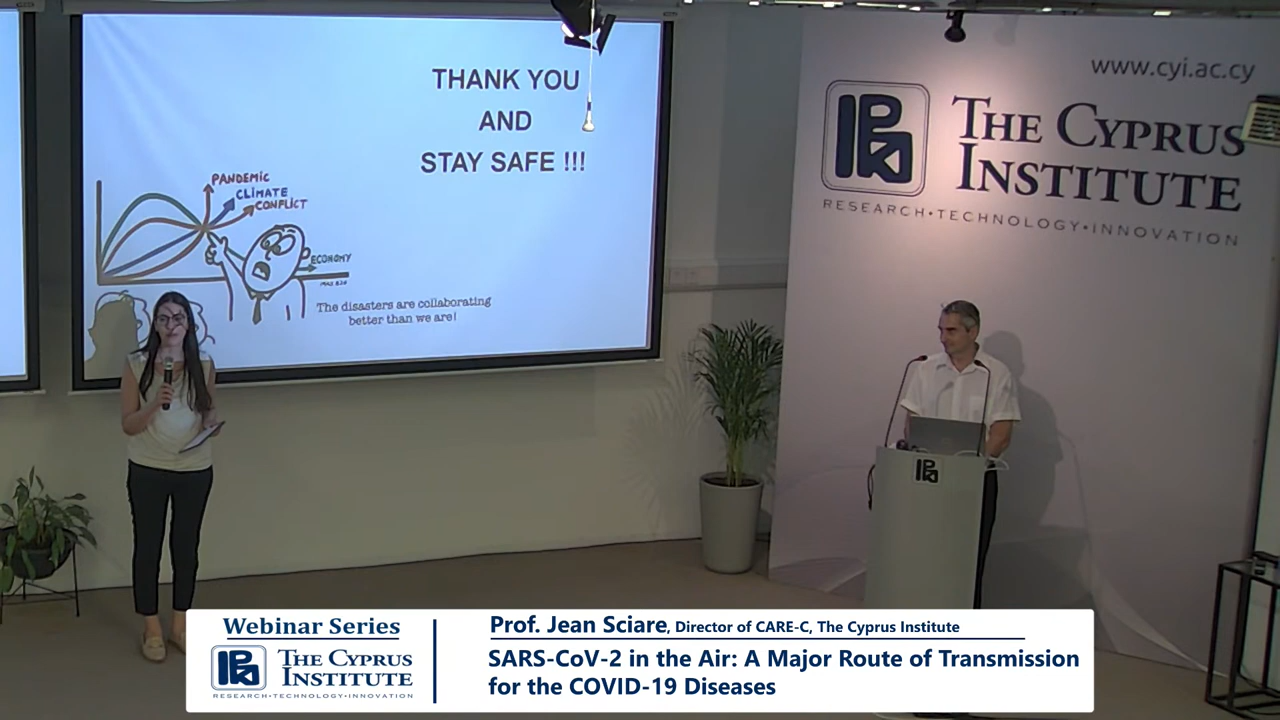 THANK YOU
AND
STAY SAFE !!!
PANDEMIC
CLIMATE
CONFLICT
ECONOMY
The disasters are collaborating
better than we are!
www.cyi.ac.cy
THE CYPRUS
INSTITUTE
RESEARCH•TECHNOLOGY•INNOVATION
Webinar Series
THE CYPRUS
INSTITUTE
RESEARCH•TECHNOLOGY•INNOVATION
Prof. Jean Sciare, Director of CARE-C, The Cyprus Institute
SARS-CoV-2 in the Air: A Major Route of Transmission
for the COVID-19 Diseases